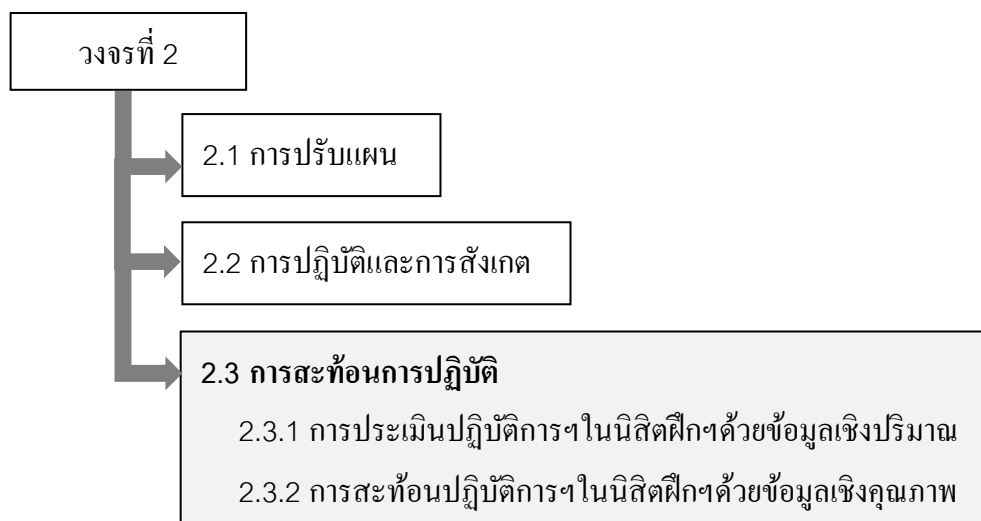 วงจรที่ 2
2.1 การปรับแผน
2.2 การปฏิบัติและการสังเกต
2.3 การสะท้อนการปฏิบัติ
2.3.1 การประเมินปฏิบัติการฯในนิสิตฝึกฯด้วยข้อมูลเชิงปริมาณ
2.3.2 การสะท้อนปฏิบัติการฯในนิสิตฝึกฯด้วยข้อมูลเชิงคุณภาพ